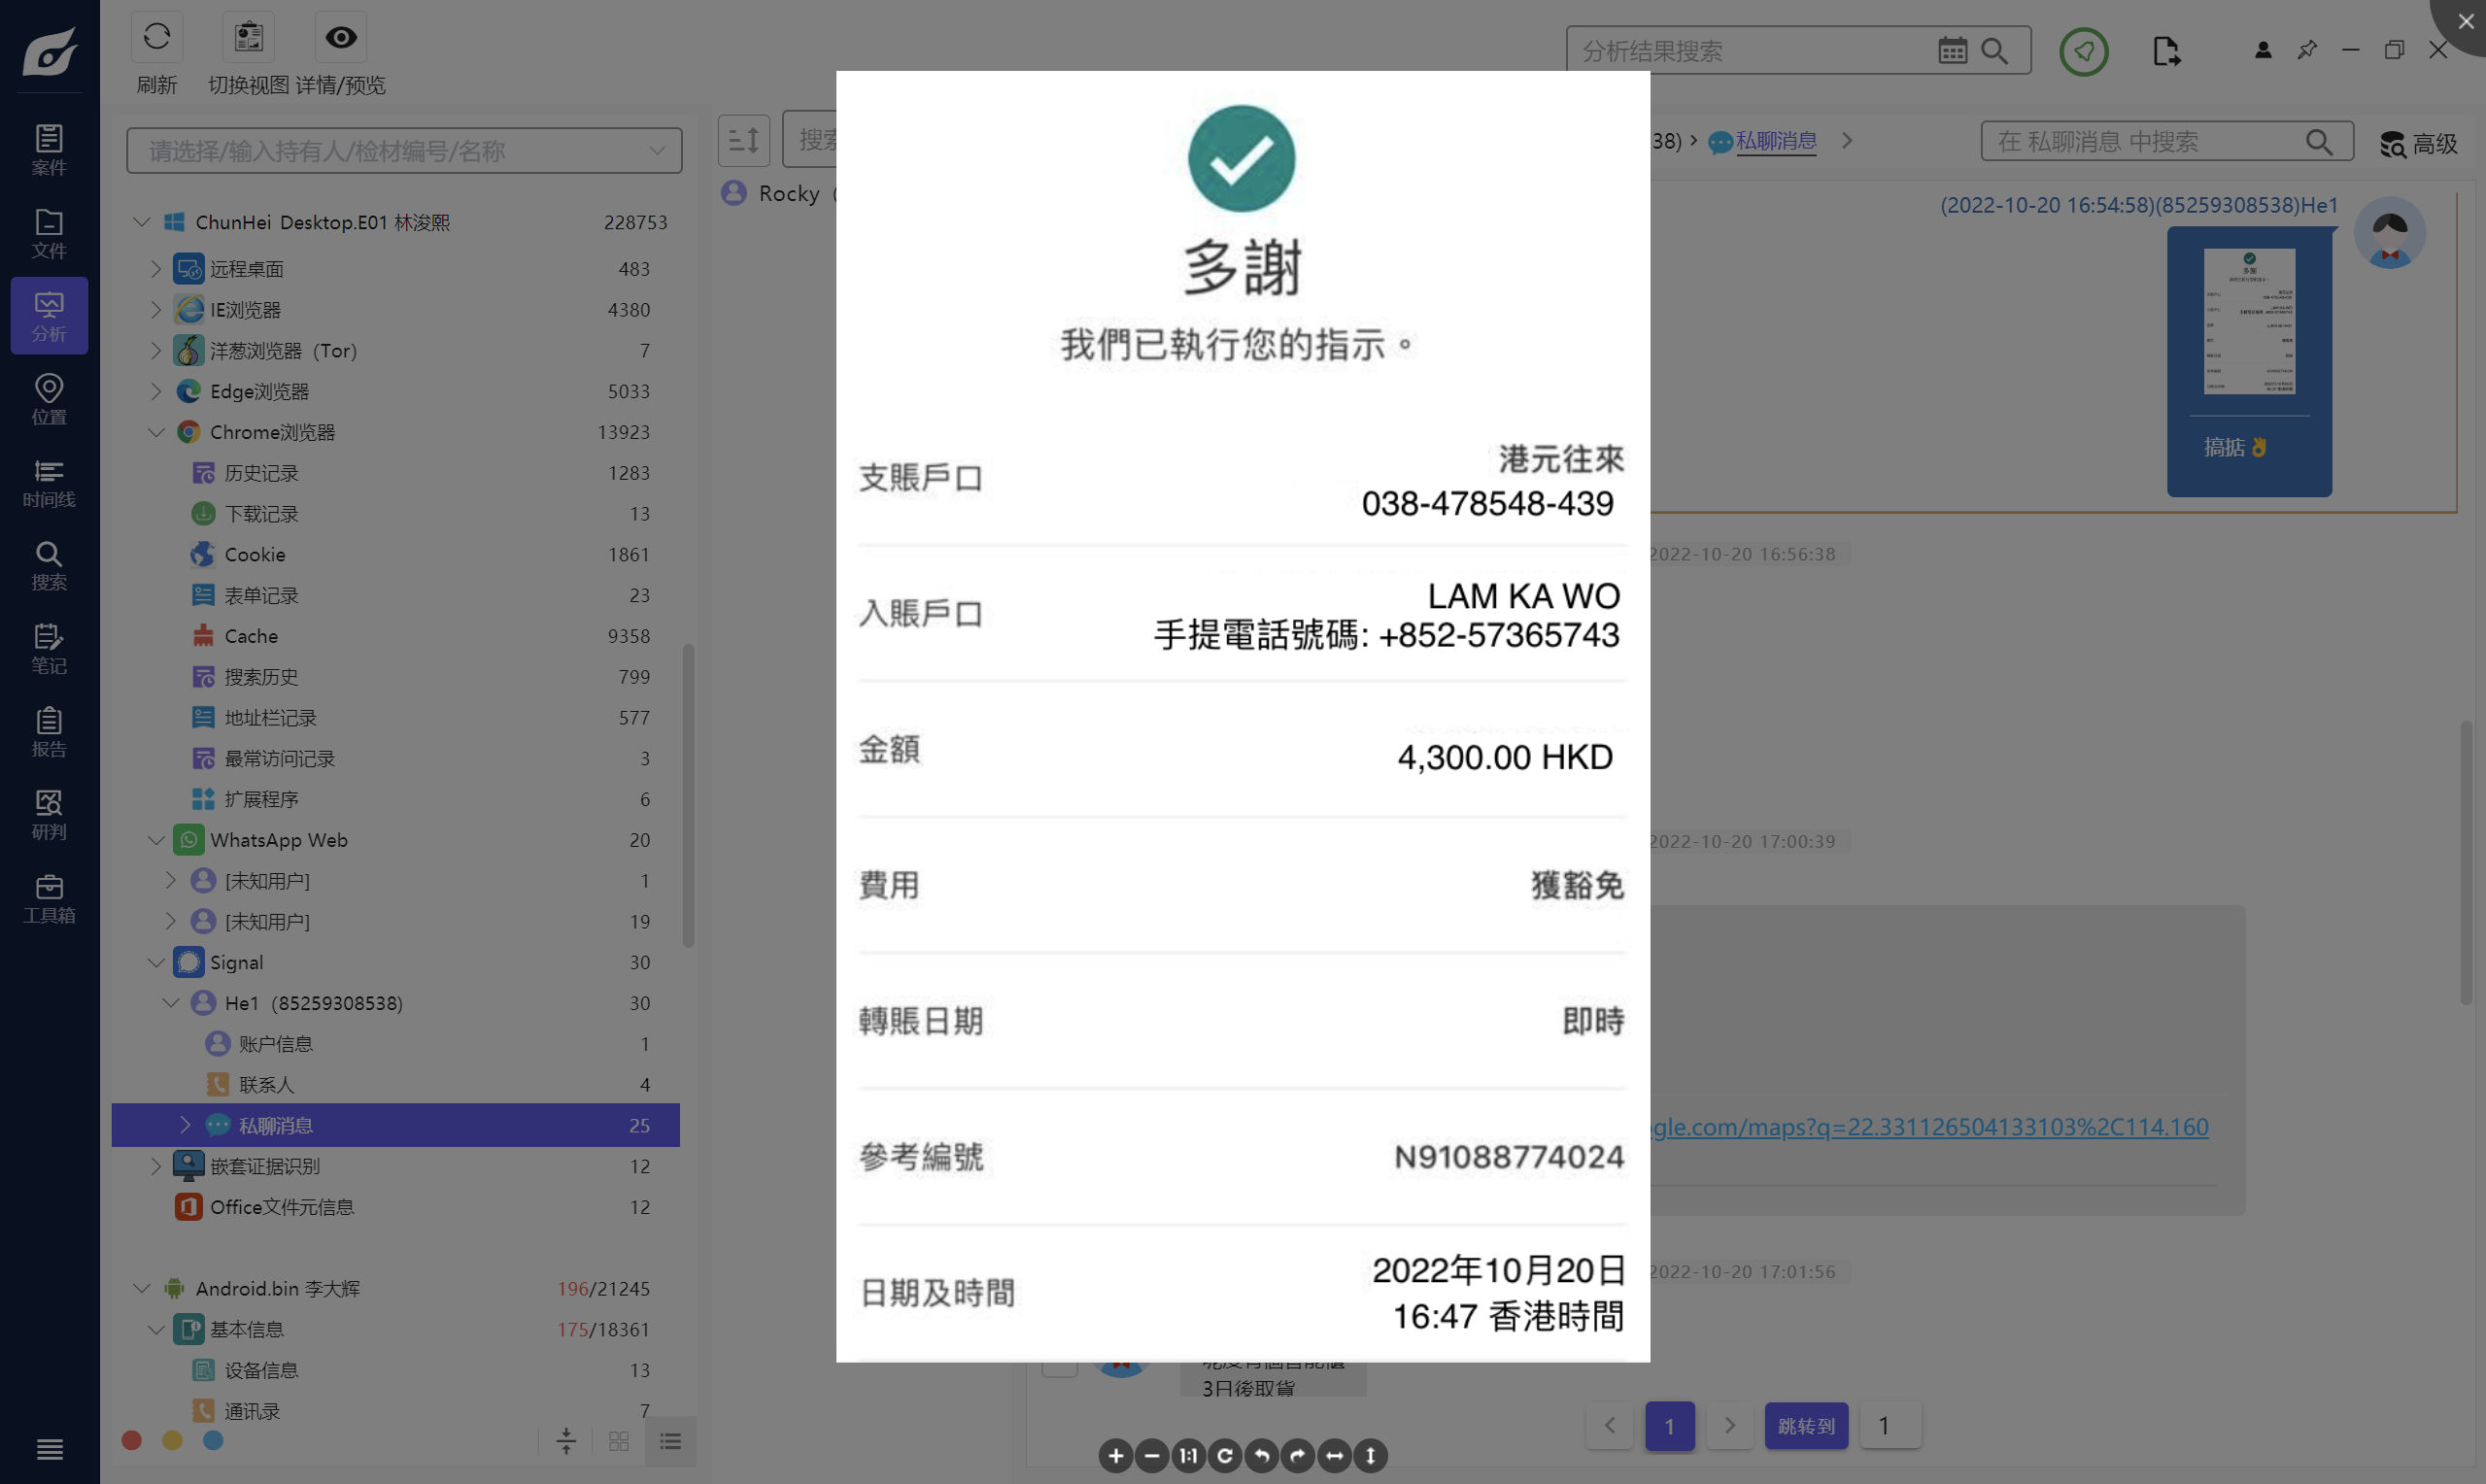 刷新
切换视图
详情/预览
分析结果搜索
案件
文件
分析
位置
时间线
搜索
笔记
报告
研判
工具箱
请选择/输入持有人/检材编号/名称
ChunHei Desktop.E01 林浚熙 228753
远程桌面 483
IE浏览器 4380
洋葱浏览器（Tor） 7
Edge浏览器 5033
Chrome浏览器 13923
历史记录 1283
下载记录 13
Cookie 1861
表单记录 23
Cache 9358
搜索历史 799
地址栏记录 577
最常访问记录 3
扩展程序 6
WhatsApp Web 20
[未知用户] 1
[未知用户] 19
Signal 30
He1（85259308538） 30
账户信息 1
联系人 4
私聊消息 25
嵌套证据识别 12
Office文件元信息 12
Android.bin 李大辉 196/21245
基本信息 175/18361
设备信息 13
通讯录 7
搜索
Rocky
多謝
我們已執行您的指示。
支賬戶口 港元往來
038-478548-439
入賬戶口 LAM KA WO
手提電話號碼: +852-57365743
金額 4,300.00 HKD
費用 獲豁免
轉賬日期 即時
參考編號 N91088774024
日期及時間 2022年10月20日
16:47 香港時間
38) > 私聊消息 >
在 私聊消息 中搜索
高级
(2022-10-20 16:54:58)(85259308538)He1
搞掂👌
2022-10-20 16:56:38
2022-10-20 17:00:39
gle.com/maps?q=22.331126504133103%2C114.160
2022-10-20 17:01:56
3日後取貨
1 跳转到 1
1:1